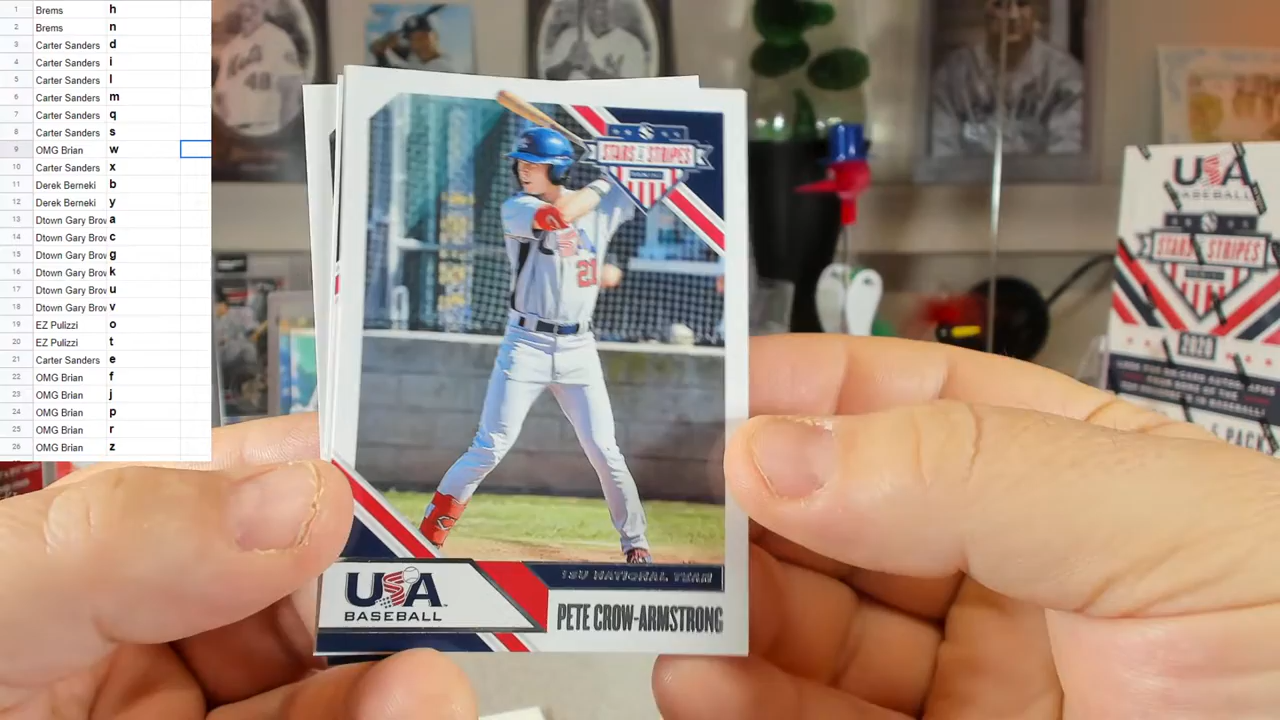 1 Brems h
2 Brems n
3 Carter Sanders d
4 Carter Sanders i
5 Carter Sanders l
6 Carter Sanders m
7 Carter Sanders q
8 Carter Sanders s
9 OMG Brian w
10 Carter Sanders x
11 Derek Berneki b
12 Derek Berneki y
13 Dtown Gary Brov a
14 Dtown Gary Brov c
15 Dtown Gary Brov g
16 Dtown Gary Brov k
17 Dtown Gary Brov u
18 Dtown Gary Brov v
19 EZ Pulizzi o
20 EZ Pulizzi t
21 Carter Sanders e
22 OMG Brian f
23 OMG Brian j
24 OMG Brian p
25 OMG Brian r
26 OMG Brian z
STARS & STRIPES
21
NATIONAL TEAM
USA
BASEBALL
PETE CROW-ARMSTRONG
USA
BASEBALL
STARS & STRIPES
2020